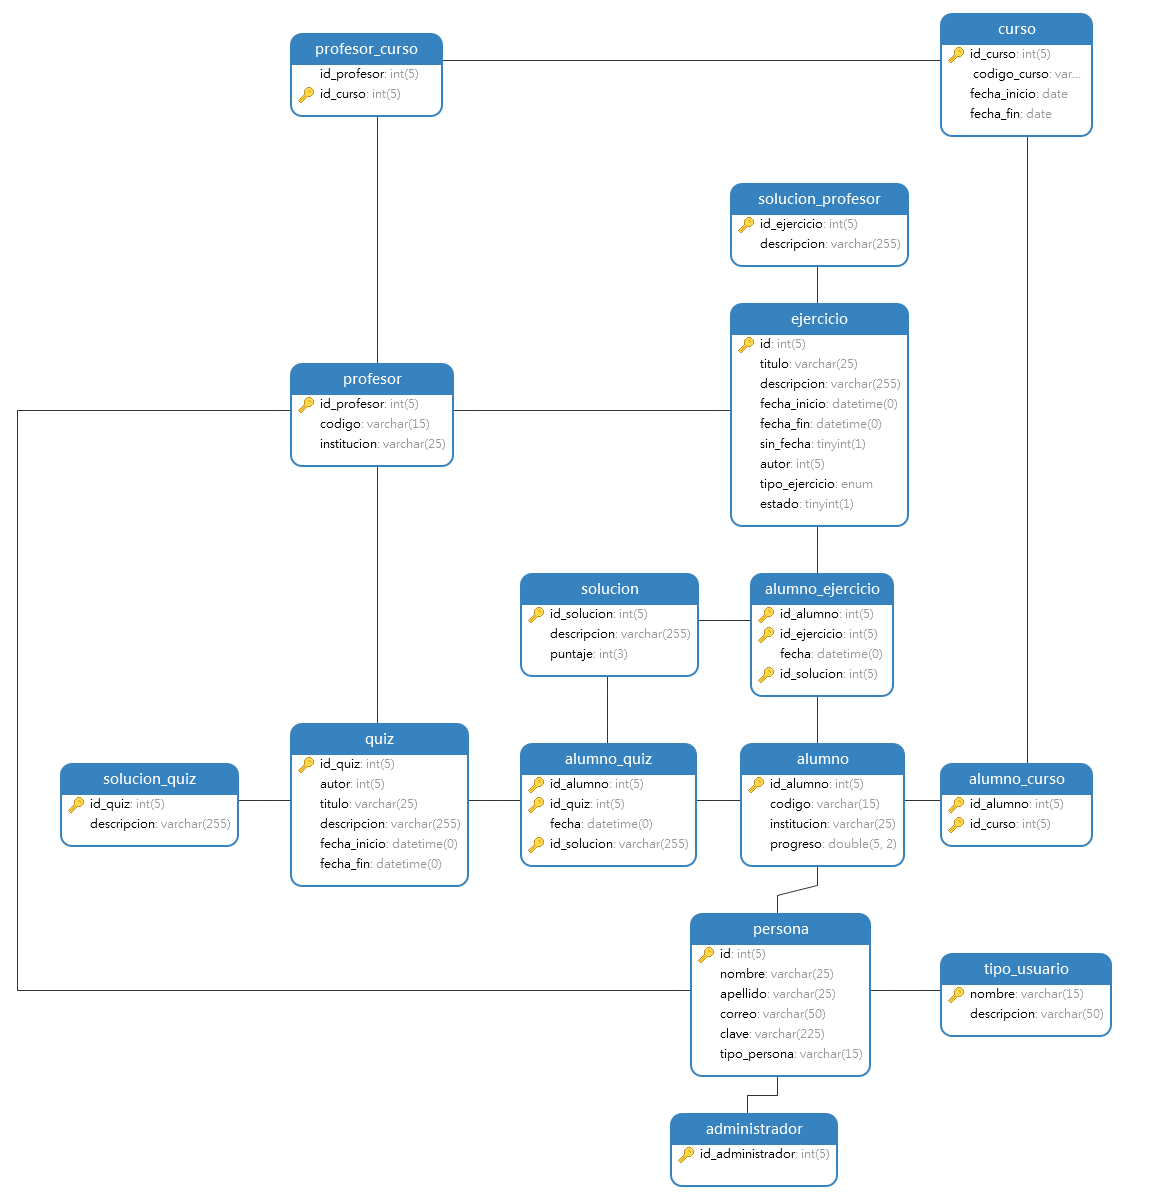 profesor_curso
id_profesor: int(5)
id_curso: int(5)
curso
id_curso: int(5)
codigo_curso: var...
fecha_inicio: date
fecha_fin: date
solucion_profesor
id_ejercicio: int(5)
descripcion: varchar(255)
ejercicio
id: int(5)
titulo: varchar(25)
descripcion: varchar(255)
fecha_inicio: datetime(0)
fecha_fin: datetime(0)
sin_fecha: tinyint(1)
autor: int(5)
tipo_ejercicio: enum
estado: tinyint(1)
profesor
id_profesor: int(5)
codigo: varchar(15)
institucion: varchar(25)
solucion
id_solucion: int(5)
descripcion: varchar(255)
puntaje: int(3)
alumno_ejercicio
id_alumno: int(5)
id_ejercicio: int(5)
fecha: datetime(0)
id_solucion: int(5)
solucion_quiz
id_quiz: int(5)
descripcion: varchar(255)
quiz
id_quiz: int(5)
autor: int(5)
titulo: varchar(25)
descripcion: varchar(255)
fecha_inicio: datetime(0)
fecha_fin: datetime(0)
alumno_quiz
id_alumno: int(5)
id_quiz: int(5)
fecha: datetime(0)
id_solucion: varchar(255)
alumno
id_alumno: int(5)
codigo: varchar(15)
institucion: varchar(25)
progreso: double(5, 2)
alumno_curso
id_alumno: int(5)
id_curso: int(5)
persona
id: int(5)
nombre: varchar(25)
apellido: varchar(25)
correo: varchar(50)
clave: varchar(225)
tipo_persona: varchar(15)
tipo_usuario
nombre: varchar(15)
descripcion: varchar(50)
administrador
id_administrador: int(5)